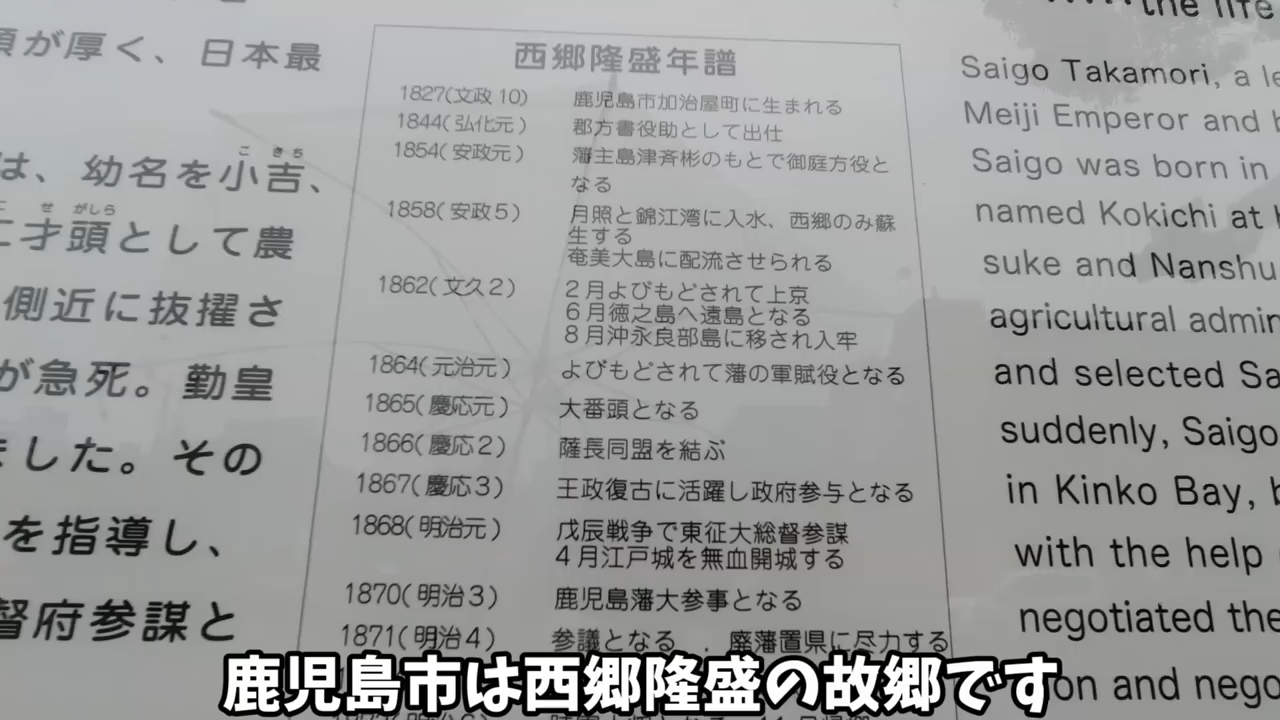 頼が厚く、日本最
は、幼名を小吉、
こきち
二才頭として農
にせがしら
側近に抜擢さ
が急死。勤皇
ました。その
を指導し、
督府参謀と
西郷隆盛年譜
1827(文政10) 鹿児島市加治屋町に生まれる
1844(弘化元) 郡方書役助として出仕
1854(安政元) 藩主島津斉彬のもとで御庭方役と
なる
1858(安政5) 月照と錦江湾に入水、西郷のみ蘇
生する
奄美大島に配流させられる
1862(文久2) 2月よびもどされて上京
6月徳之島へ遠島となる
8月沖永良部島に移され入牢
1864(元治元) よびもどされて藩の軍賦役となる
1865(慶応元) 大番頭となる
1866(慶応2) 薩長同盟を結ぶ
1867(慶応3) 王政復古に活躍し政府参与となる
1868(明治元) 戊辰戦争で東征大総督参謀
4月江戸城を無血開城する
1870(明治3) 鹿児島藩大参事となる
1871(明治4) 参議となる 、廃藩置県に尽力する
the life
Saigo Takamori, a le
Meiji Emperor and
Saigo was born in
named Kokichi at
suke and Nanshu
agricultural admin
and selected Sa
suddenly, Saigo
in Kinko Bay,
with the help
negotiated the
on and nego
鹿児島市は西郷隆盛の故郷です